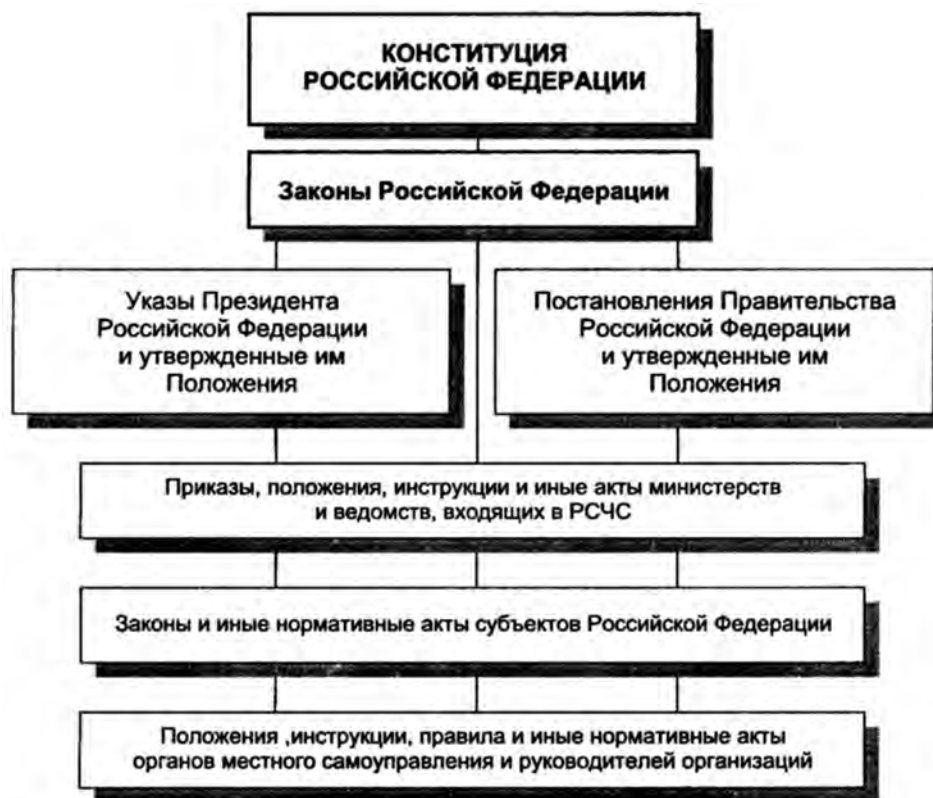 КОНСТИТУЦИЯ
РОССИЙСКОЙ ФЕДЕРАЦИИ
Законы Российской Федерации
Указы Президента
Российской Федерации
и утвержденные им
Положения
Постановления Правительства
Российской Федерации
и утвержденные им
Положения
Приказы, положения, инструкции и иные акты министерств
и ведомств, входящих в РСЧС
Законы и иные нормативные акты субъектов Российской Федерации
Положения ,инструкции, правила и иные нормативные акты
органов местного самоуправления и руководителей организаций